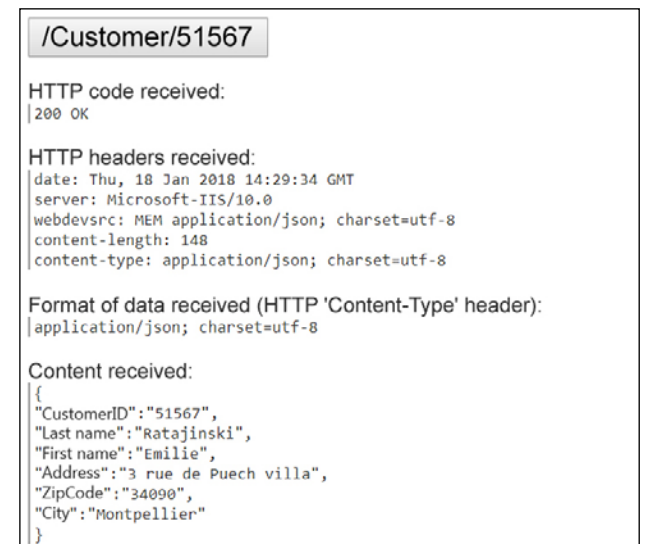 /Customer/51567
HTTP code received:
200 OK
HTTP headers received:
date: Thu, 18 Jan 2018 14:29:34 GMT
server: Microsoft-IIS/10.0
webdevsrc: MEM application/json; charset=utf-8
content-length: 148
content-type: application/json; charset=utf-8
Format of data received (HTTP 'Content-Type' header):
application/json; charset=utf-8
Content received:
{
"CustomerID":"51567",
"Last name":"Ratajinski",
"First name":"Emilie",
"Address":"3 rue de Puech villa",
"ZipCode":"34090",
"City":"Montpellier"
}